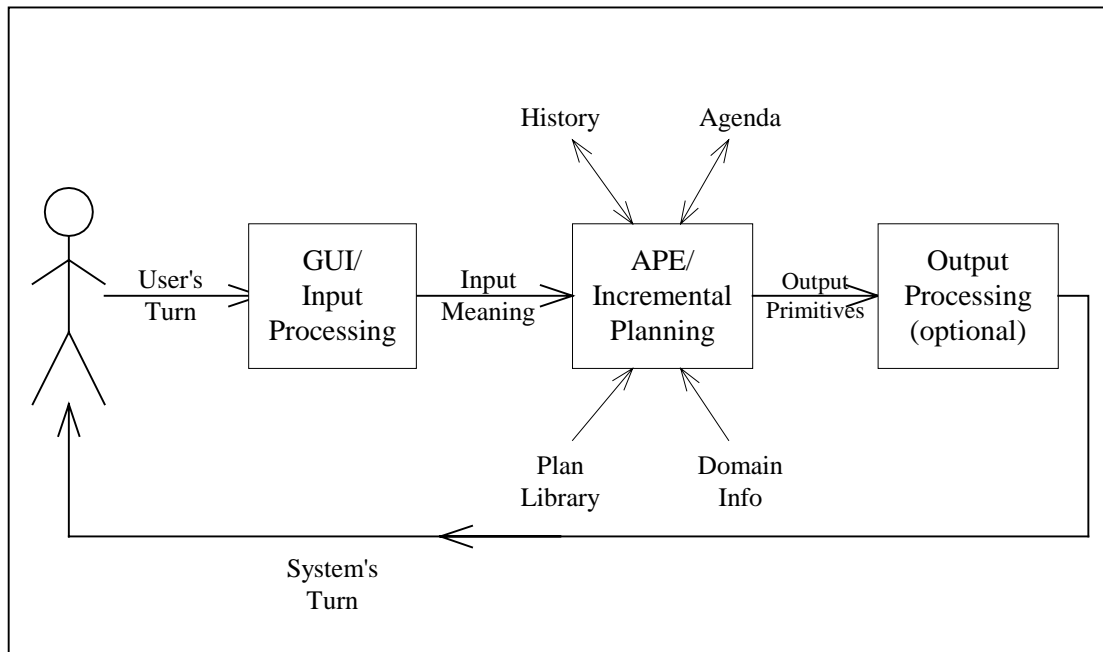 History
Agenda
User's
Turn
GUI/
Input
Processing
Input
Meaning
APE/
Incremental
Planning
Output
Primitives
Output
Processing
(optional)
Plan
Library
Domain
Info
System's
Turn